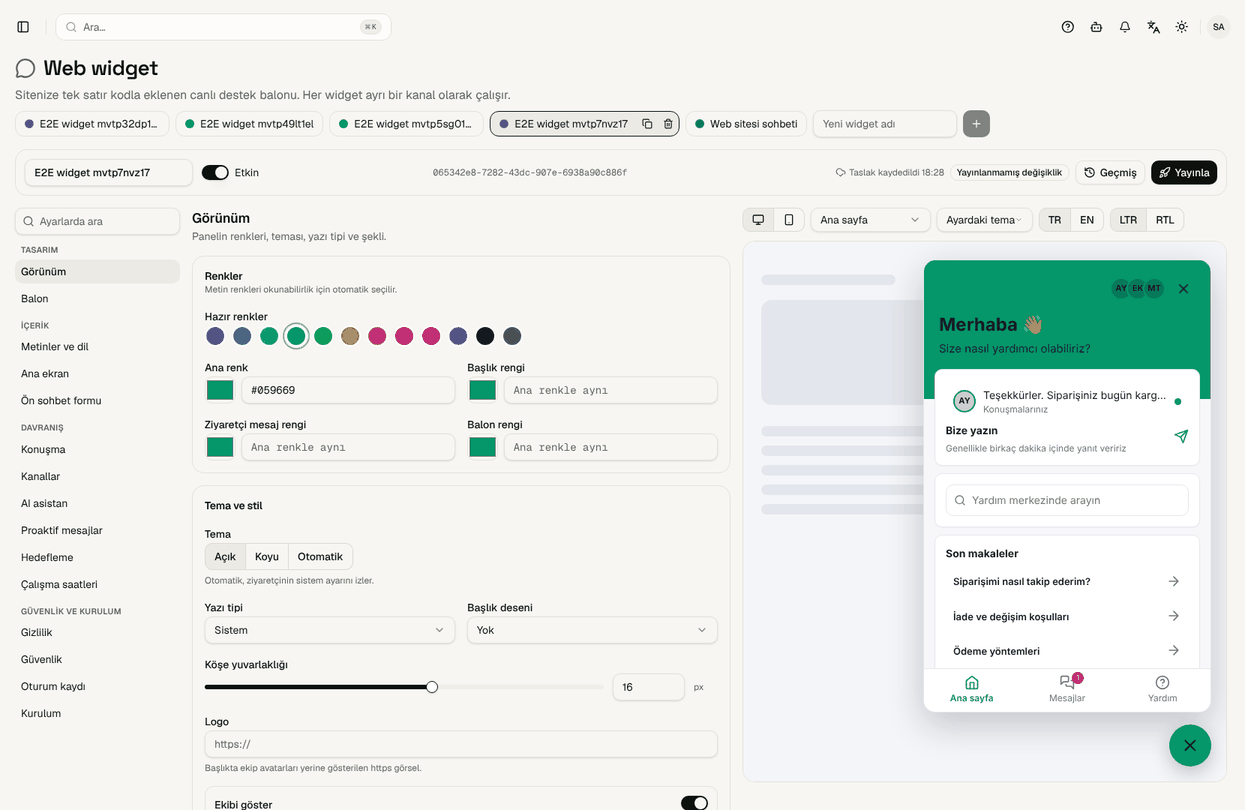 Ara...
⌘K
SA
Web widget
Sitenize tek satır kodla eklenen canlı destek balonu. Her widget ayrı bir kanal olarak çalışır.
E2E widget mvtp32dp1...
E2E widget mvtp49lt1el
E2E widget mvtp5sg01...
E2E widget mvtp7nvz17
Web sitesi sohbeti
Yeni widget adı
E2E widget mvtp7nvz17
Etkin
065342e8-7282-43dc-907e-6938a90c886f
Taslak kaydedildi 18:28
Yayınlanmamış değişiklik
Geçmiş
Yayınla
Ayarlarda ara
TASARIM
Görünüm
Balon
İÇERİK
Metinler ve dil
Ana ekran
Ön sohbet formu
DAVRANIŞ
Konuşma
Kanallar
AI asistan
Proaktif mesajlar
Hedefleme
Çalışma saatleri
GÜVENLİK VE KURULUM
Gizlilik
Güvenlik
Oturum kaydı
Kurulum
Görünüm
Panelin renkleri, teması, yazı tipi ve şekli.
Renkler
Metin renkleri okunabilirlik için otomatik seçilir.
Hazır renkler
Ana renk
#059669
Başlık rengi
Ana renkle aynı
Ziyaretçi mesaj rengi
Ana renkle aynı
Balon rengi
Ana renkle aynı
Tema ve stil
Tema
Açık
Koyu
Otomatik
Otomatik, ziyaretçinin sistem ayarını izler.
Yazı tipi
Sistem
Başlık deseni
Yok
Köşe yuvarlaklığı
16
px
Logo
https://
Başlıkta ekip avatarları yerine gösterilen https görsel.
Ekibi göster
Ana sayfa
Ayardaki tema
TR
EN
LTR
RTL
AY
EK
MT
Merhaba 👋🏽
Size nasıl yardımcı olabiliriz?
AY
Teşekkürler. Siparişiniz bugün karg...
Konuşmalarınız
Bize yazın
Genellikle birkaç dakika içinde yanıt veririz
Yardım merkezinde arayın
Son makaleler
Siparişimi nasıl takip ederim?
İade ve değişim koşulları
Ödeme yöntemleri
1
Ana sayfa
Mesajlar
Yardım